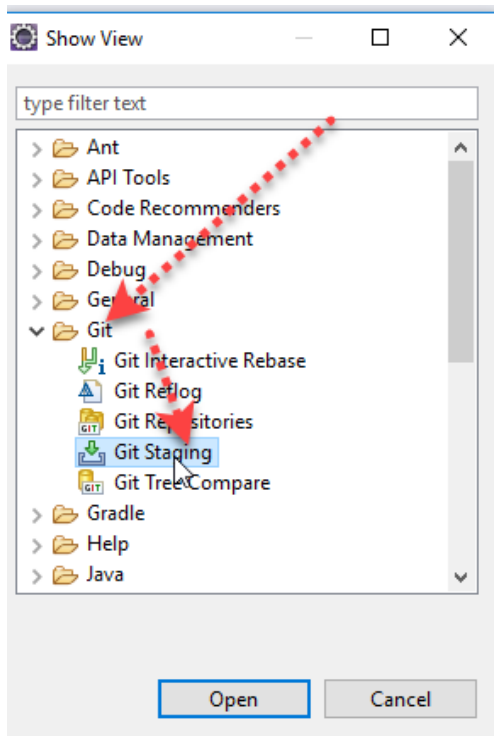 Show View
type filter text
Ant
API Tools
Code Recommenders
Data Management
Debug
General
Git
Git Interactive Rebase
Git Reflog
Git Repositories
Git Staging
Git Tree Compare
Gradle
Help
Java
Open Cancel